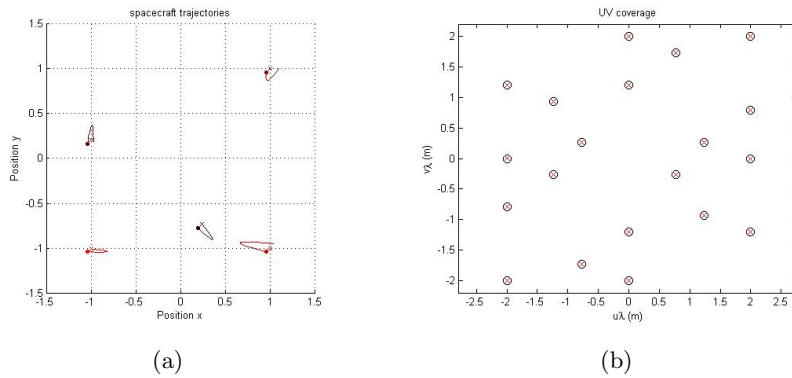 spacecraft trajectories
1.5
1
0.5
0
-0.5
-1
-1.5
Position y
-1.5 -1 -0.5 0 0.5 1 1.5
Position x
(a)
UV coverage
2
1.5
1
0.5
0
-0.5
-1
-1.5
-2
vλ (m)
-2.5 -2 -1.5 -1 -0.5 0 0.5 1 1.5 2 2.5
uλ (m)
(b)